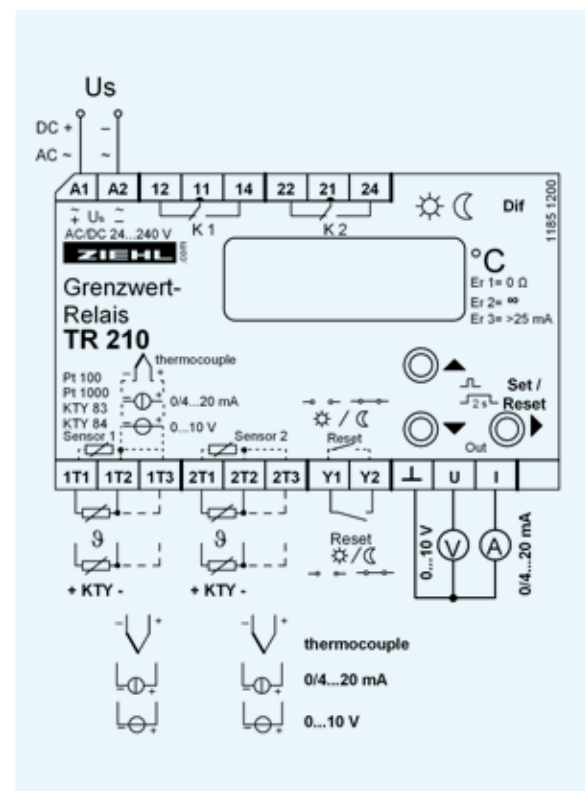 Us
DC + –
AC ~ ~
A1 A2 12 11 14 22 21 24
~ + Us ~ –
K 1 K 2
Dif
1185 1200
AC/DC 24...240 V
ZIEHL .com
°C
Er 1= 0 Ω
Er 2= ∞
Er 3= >25 mA
Grenzwert-
Relais
TR 210
– + thermocouple
Pt 100
Pt 1000
KTY 83
KTY 84
– + 0/4...20 mA
– + 0...10 V
Sensor 1
Sensor 2
Reset
/
2 s
Set /
Reset
Out
1T1 1T2 1T3 2T1 2T2 2T3 Y1 Y2 ⊥ U I
ϑ ϑ
Reset
/
0...10 V
V
A
0/4...20 mA
+ KTY - + KTY -
– + – + thermocouple
– + – + 0/4...20 mA
– + – + 0...10 V